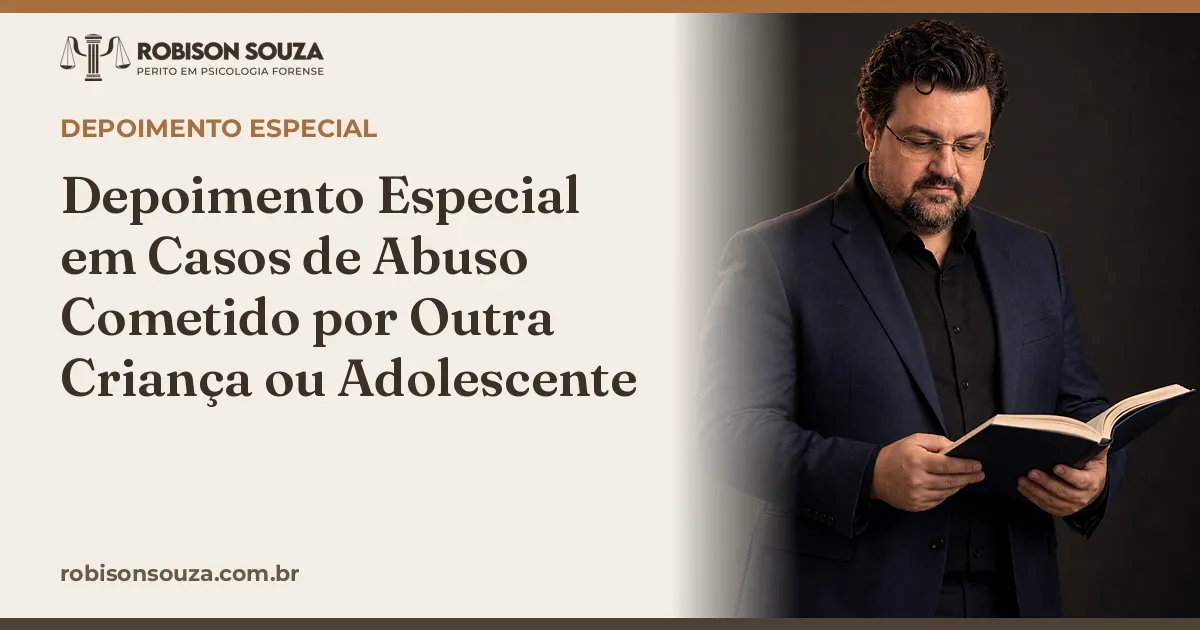 ROBISON SOUZA
PERITO EM PSICOLOGIA FORENSE
DEPOIMENTO ESPECIAL
Depoimento Especial
em Casos de Abuso
Cometido por Outra
Criança ou Adolescente
robisonsouza.com.br